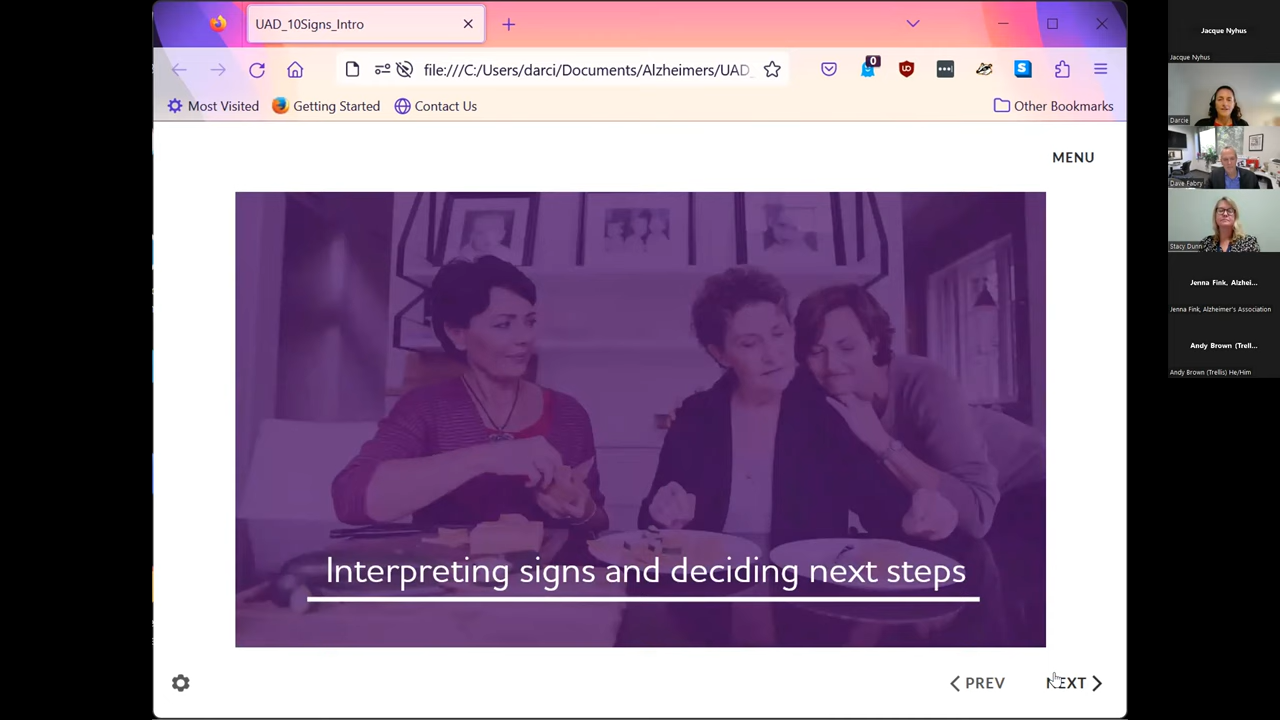 UAD_10Signs_Intro
file:///C:/Users/darci/Documents/Alzheimers/UAD_
0
Most Visited
Getting Started
Contact Us
Other Bookmarks
MENU
Interpreting signs and deciding next steps
PREV
NEXT
Jacque Nyhus
Jacque Nyhus
Darcie
Dave Fabry
Stacy Dunn
Jenna Fink, Alzhei...
Jenna Fink, Alzheimer's Association
Andy Brown (Trell...
Andy Brown (Trellis) He/Him